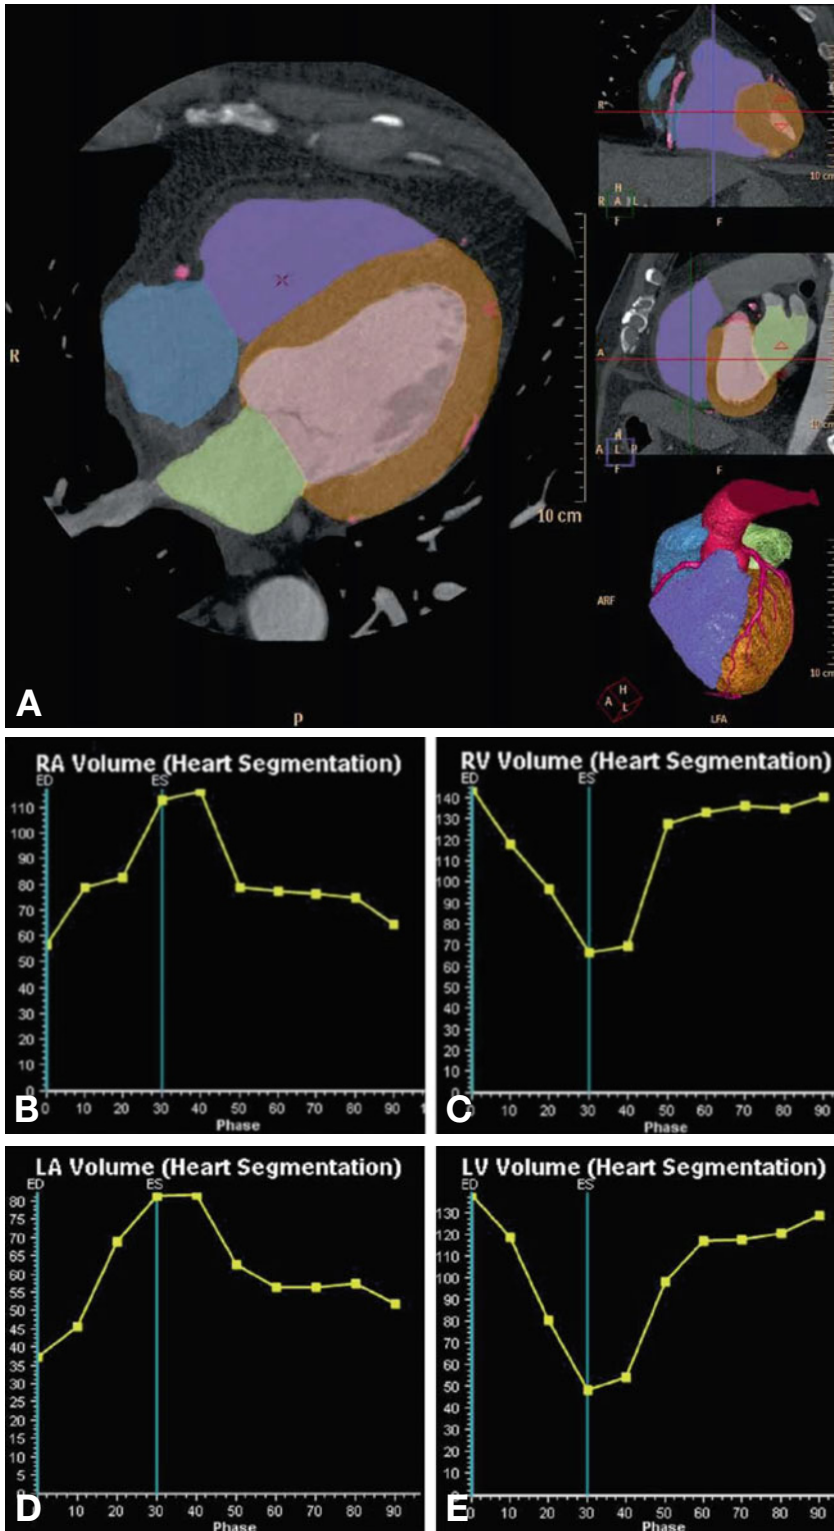 R
10 cm
A
P
R
10 cm
H
R A L
F
F
A
10 cm
H
A L P
F
F
ARF
10 cm
H
A
L
LFA
RA Volume (Heart Segmentation)
ED
ES
110
100
90
80
70
60
50
40
30
20
10
0
B
0 10 20 30 40 50 60 70 80 90
Phase
RV Volume (Heart Segmentation)
ED
ES
140
130
120
110
100
90
80
70
60
50
40
30
20
10
0
C
10 20 30 40 50 60 70 80 90
Phase
LA Volume (Heart Segmentation)
ED
ES
80
75
70
65
60
55
50
45
40
35
30
25
20
15
10
5
D
10 20 30 40 50 60 70 80 90
Phase
LV Volume (Heart Segmentation)
ED
ES
130
120
110
100
90
80
70
60
50
40
30
20
10
0
E
0 10 20 30 40 50 60 70 80 90
Phase